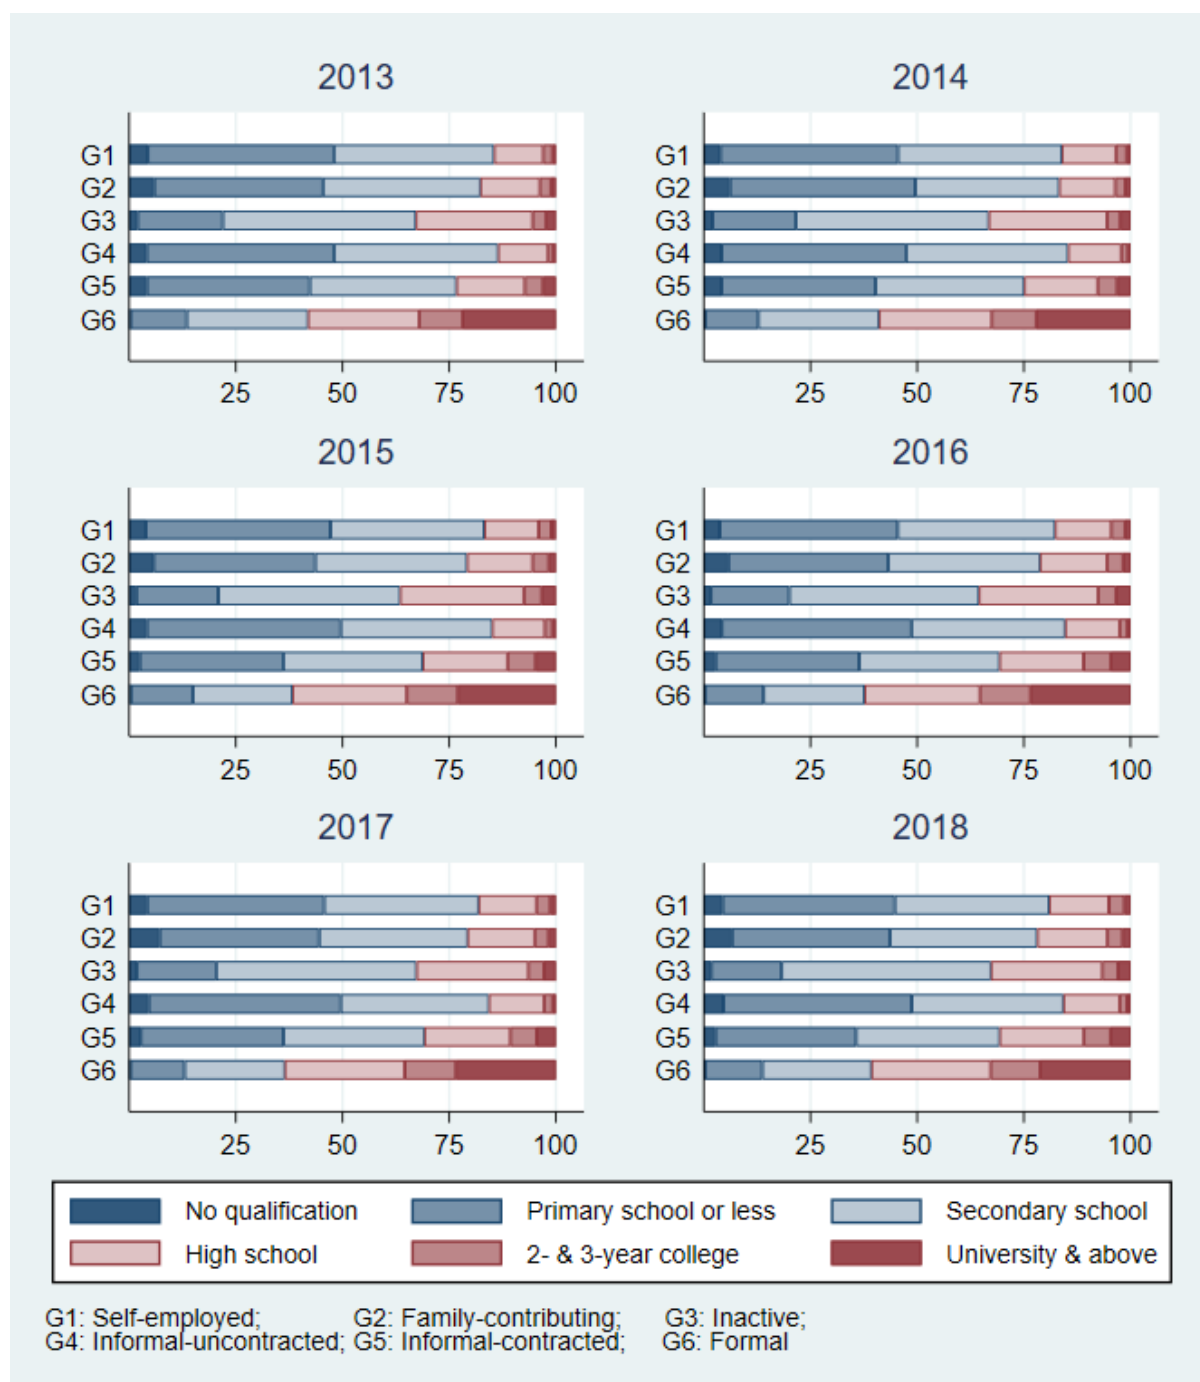 2013 2014
G1 G1
G2 G2
G3 G3
G4 G4
G5 G5
G6 G6
25 50 75 100 25 50 75 100
2015 2016
G1 G1
G2 G2
G3 G3
G4 G4
G5 G5
G6 G6
25 50 75 100 25 50 75 100
2017 2018
G1 G1
G2 G2
G3 G3
G4 G4
G5 G5
G6 G6
25 50 75 100 25 50 75 100
No qualification Primary school or less Secondary school
High school 2- & 3-year college University & above
G1: Self-employed; G2: Family-contributing; G3: Inactive;
G4: Informal-uncontracted; G5: Informal-contracted; G6: Formal